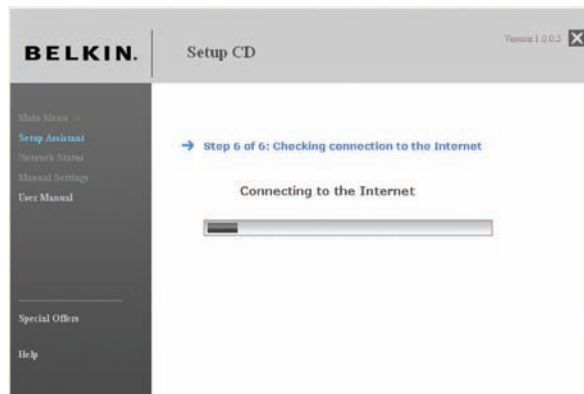 BELKIN.
Setup CD
Version 1.0.0.3
Main Menu >
Setup Assistant
Network Status
Manual Settings
User Manual
Special Offers
Help
Step 6 of 6: Checking connection to the Internet
Connecting to the Internet